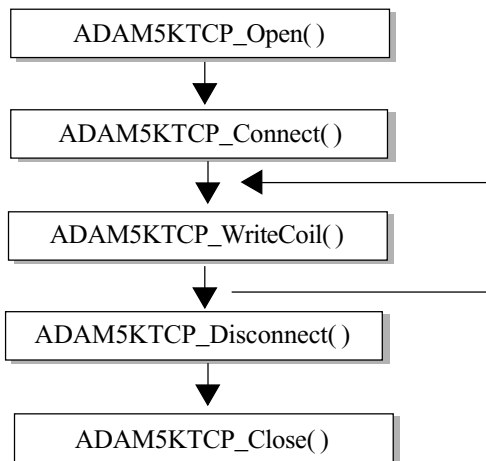 ADAM5KTCP_Open( )
ADAM5KTCP_Connect( )
ADAM5KTCP_WriteCoil( )
ADAM5KTCP_Disconnect( )
ADAM5KTCP_Close( )